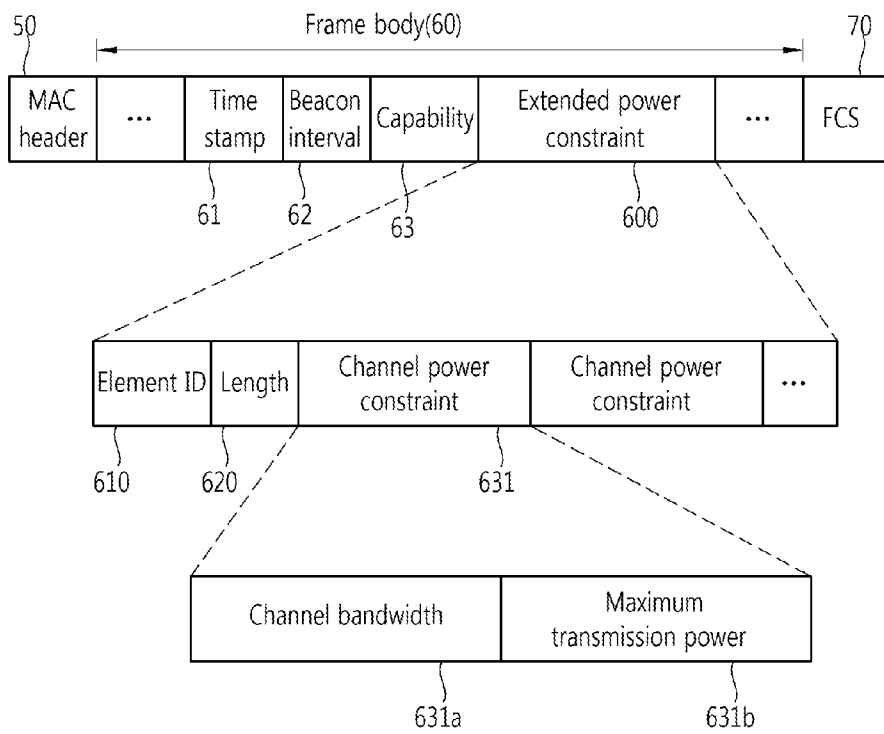 50
Frame body(60)
70
MAC
header
...
Time
stamp
Beacon
interval
Capability
Extended power
constraint
...
FCS
61
62
63
600
Element ID
Length
Channel power
constraint
Channel power
constraint
...
610
620
631
Channel bandwidth
Maximum
transmission power
631a
631b